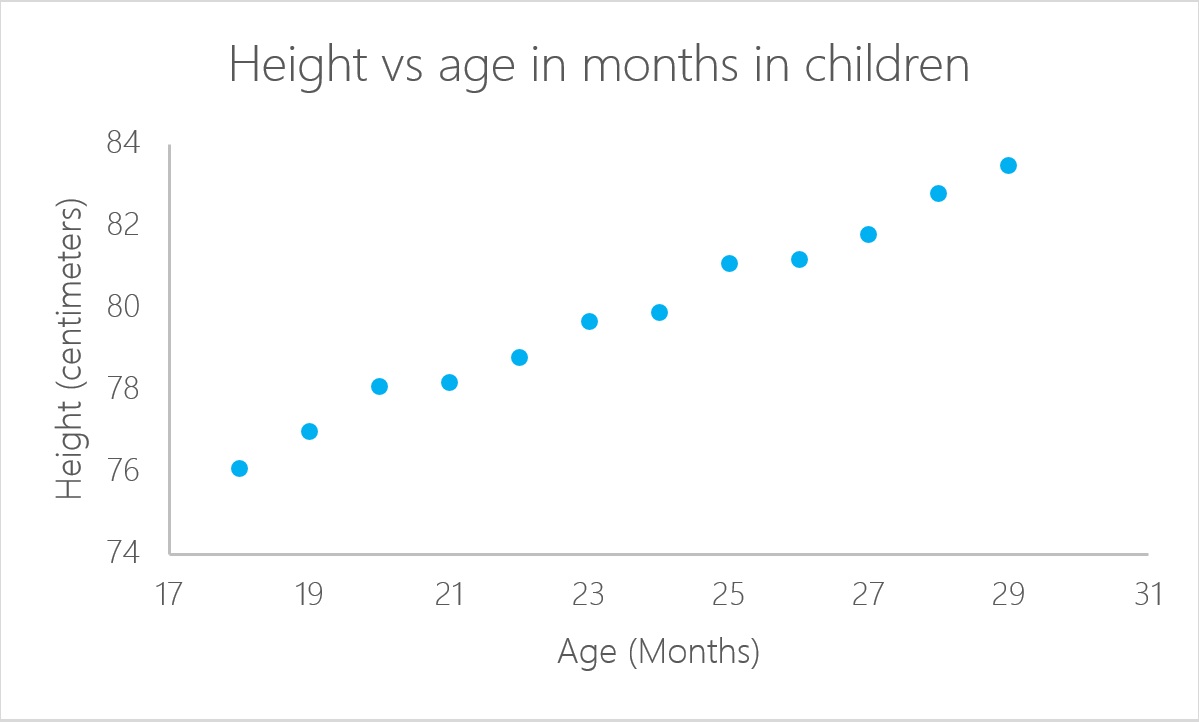 Height vs age in months in children
84
82
80
78
76
74
Height (centimeters)
17 19 21 23 25 27 29 31
Age (Months)